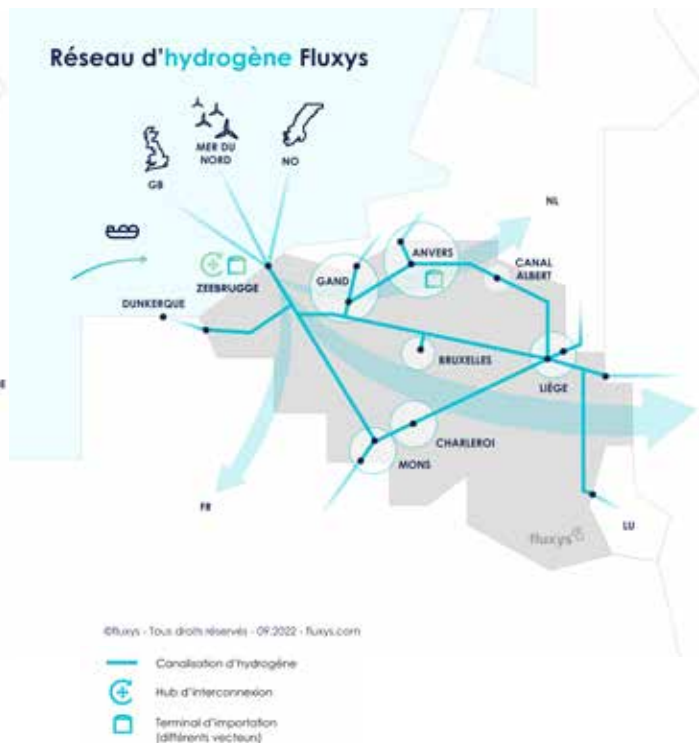 Réseau d'hydrogène Fluxys
MER DU
NORD
NO
GB
NL
ANVERS
CANAL
ALBERT
GAND
ZEEBRUGGE
DUNKERQUE
BRUXELLES
LIÈGE
CHARLEROI
MONS
FR
LU
fluxys
©fluxys - Tous droits réservés - 09.2022 - fluxys.com
Canalisation d'hydrogène
Hub d'interconnexion
Terminal d'importation
(différents vecteurs)